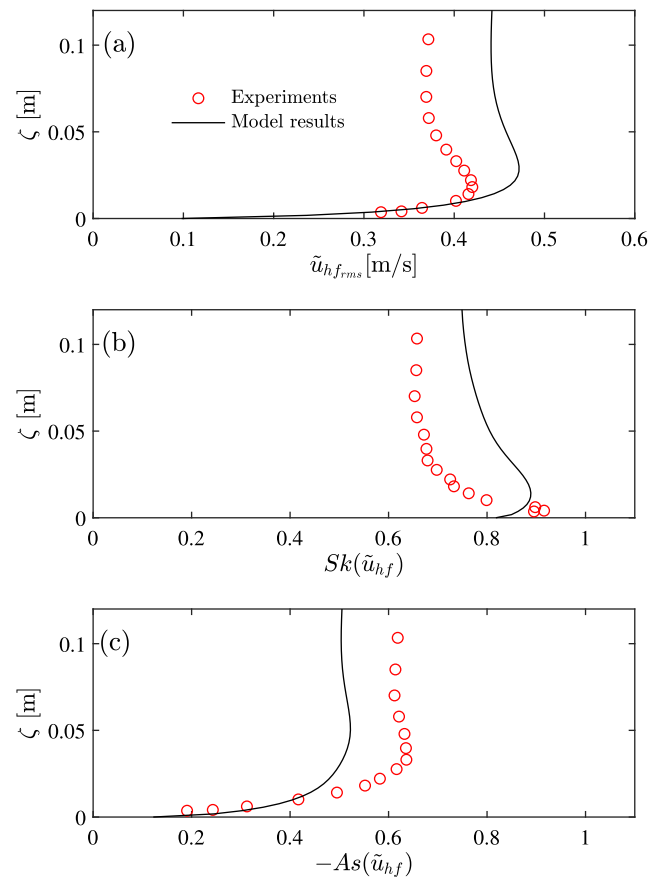 (a)
0.1
0.05
0
ζ [m]
Experiments
Model results
0 0.1 0.2 0.3 0.4 0.5 0.6
ũ_{hf_{rms}}[m/s]
(b)
0.1
0.05
0
ζ [m]
0 0.2 0.4 0.6 0.8 1
Sk(ũ_{hf})
(c)
0.1
0.05
0
ζ [m]
0 0.2 0.4 0.6 0.8 1
−As(ũ_{hf})